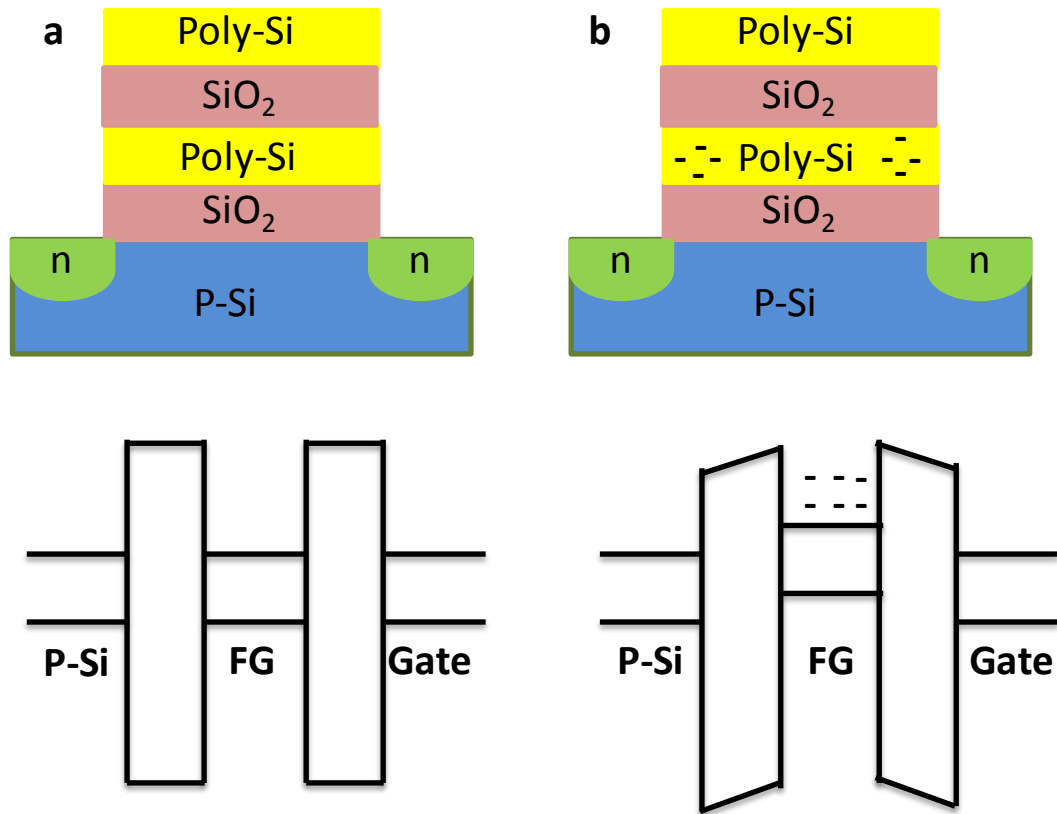 a
Poly-Si
SiO₂
Poly-Si
SiO₂
n
n
P-Si
b
Poly-Si
SiO₂
Poly-Si
SiO₂
n
n
P-Si
P-Si FG Gate
P-Si FG Gate